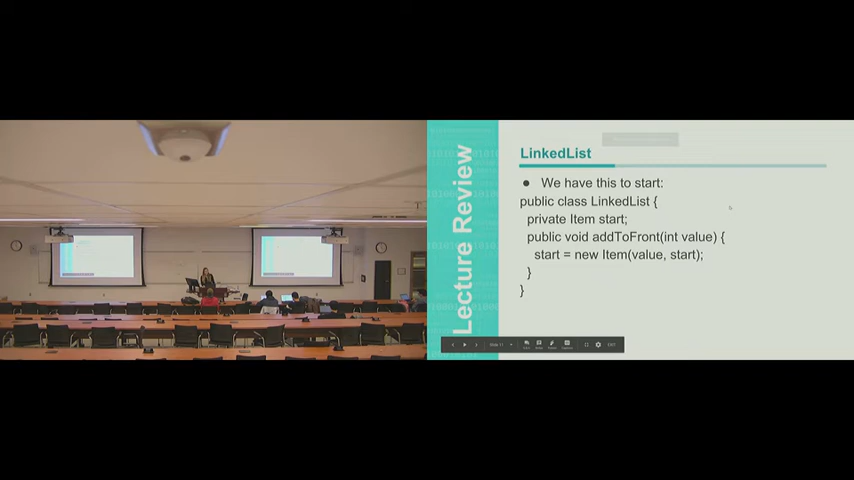 Lecture Review
LinkedList
● We have this to start:
public class LinkedList {
private Item start;
public void addToFront(int value) {
start = new Item(value, start);
}
}